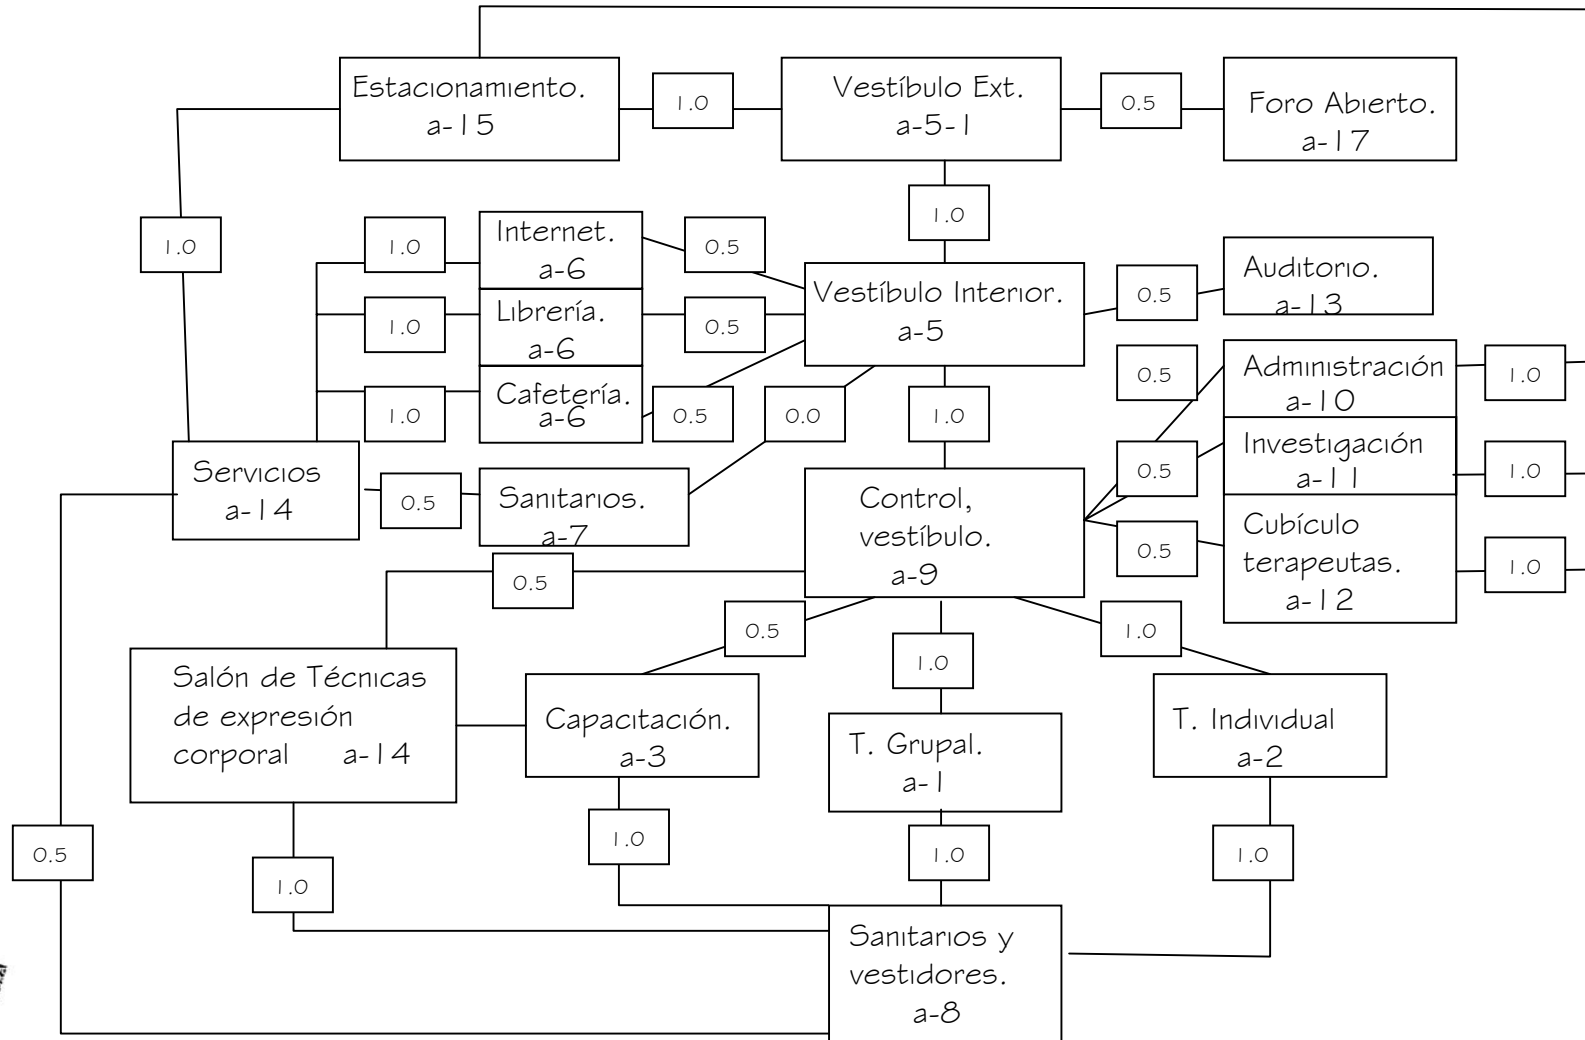 Estacionamiento.
a-15
1.0
Vestíbulo Ext.
a-5-1
0.5
Foro Abierto.
a-17
1.0
1.0
1.0
Internet.
a-6
0.5
Vestíbulo Interior.
a-5
0.5
Auditorio.
a-13
1.0
Librería.
a-6
0.5
1.0
Cafetería.
a-6
0.5
0.0
1.0
0.5
Administración
a-10
1.0
Servicios
a-14
0.5
Sanitarios.
a-7
Control,
vestíbulo.
a-9
0.5
Investigación
a-11
1.0
0.5
Cubículo
terapeutas.
a-12
1.0
0.5
0.5
1.0
1.0
Salón de Técnicas
de expresión
corporal a-14
Capacitación.
a-3
T. Grupal.
a-1
T. Individual
a-2
0.5
1.0
1.0
1.0
1.0
Sanitarios y
vestidores.
a-8